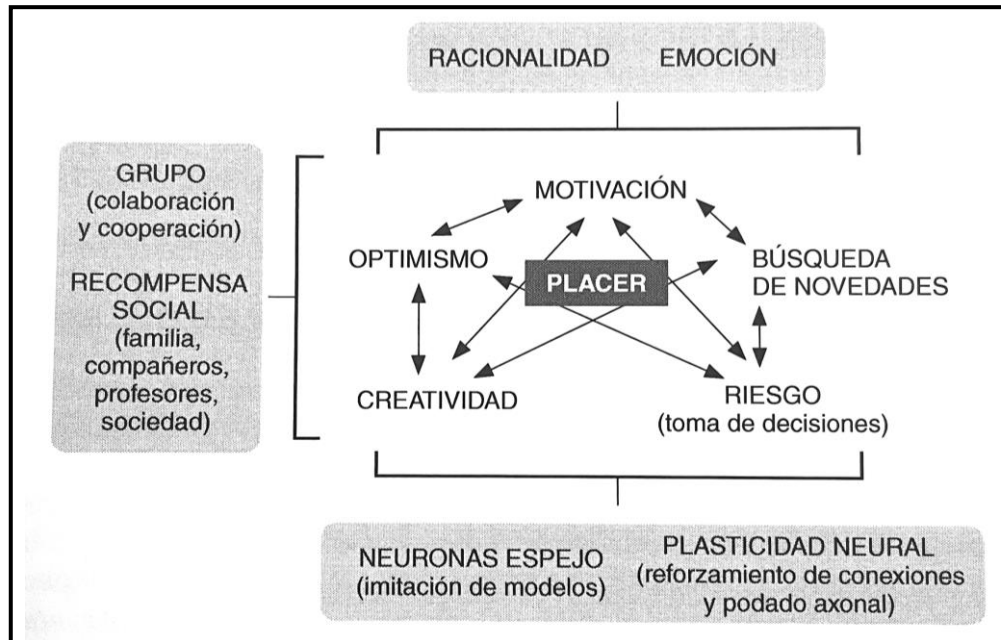 RACIONALIDAD EMOCIÓN
GRUPO
(colaboración
y cooperación)
RECOMPENSA
SOCIAL
(familia,
compañeros,
profesores,
sociedad)
MOTIVACIÓN
OPTIMISMO
PLACER
BÚSQUEDA
DE NOVEDADES
CREATIVIDAD
RIESGO
(toma de decisiones)
NEURONAS ESPEJO
(imitación de modelos)
PLASTICIDAD NEURAL
(reforzamiento de conexiones
y podado axonal)